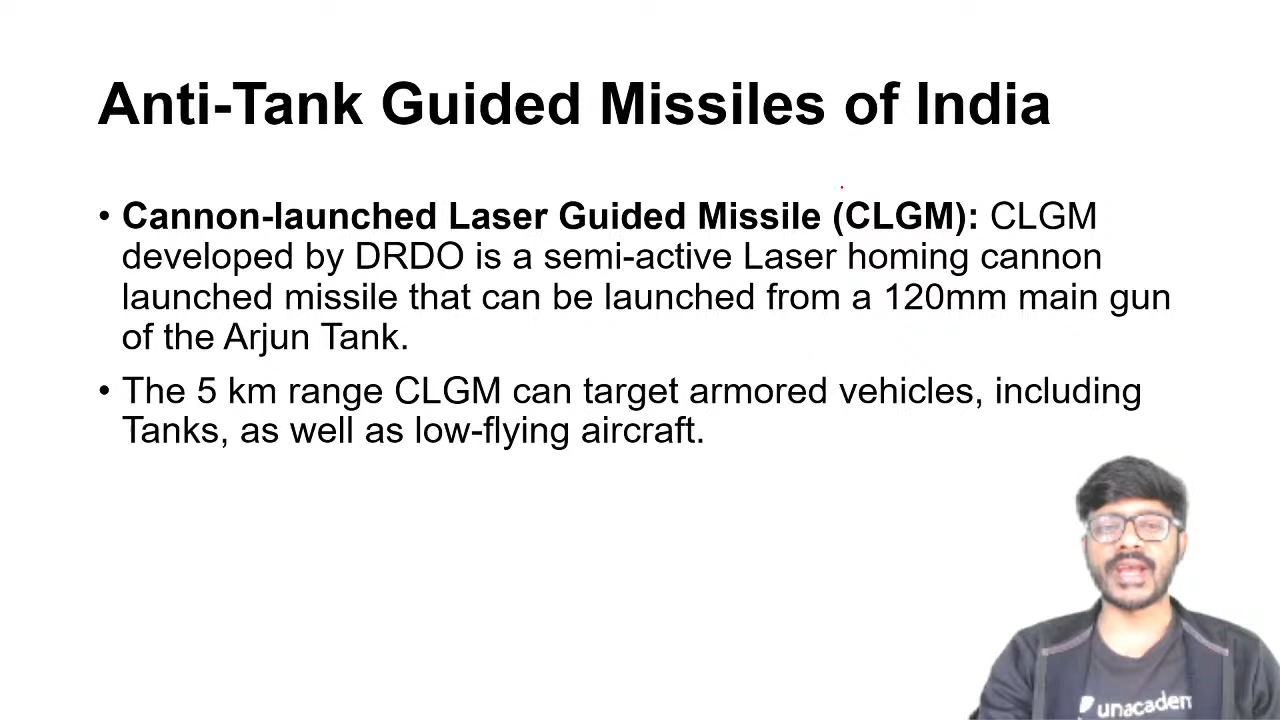 Anti-Tank Guided Missiles of India
• Cannon-launched Laser Guided Missile (CLGM): CLGM
developed by DRDO is a semi-active Laser homing cannon
launched missile that can be launched from a 120mm main gun
of the Arjun Tank.
• The 5 km range CLGM can target armored vehicles, including
Tanks, as well as low-flying aircraft.
unacadem